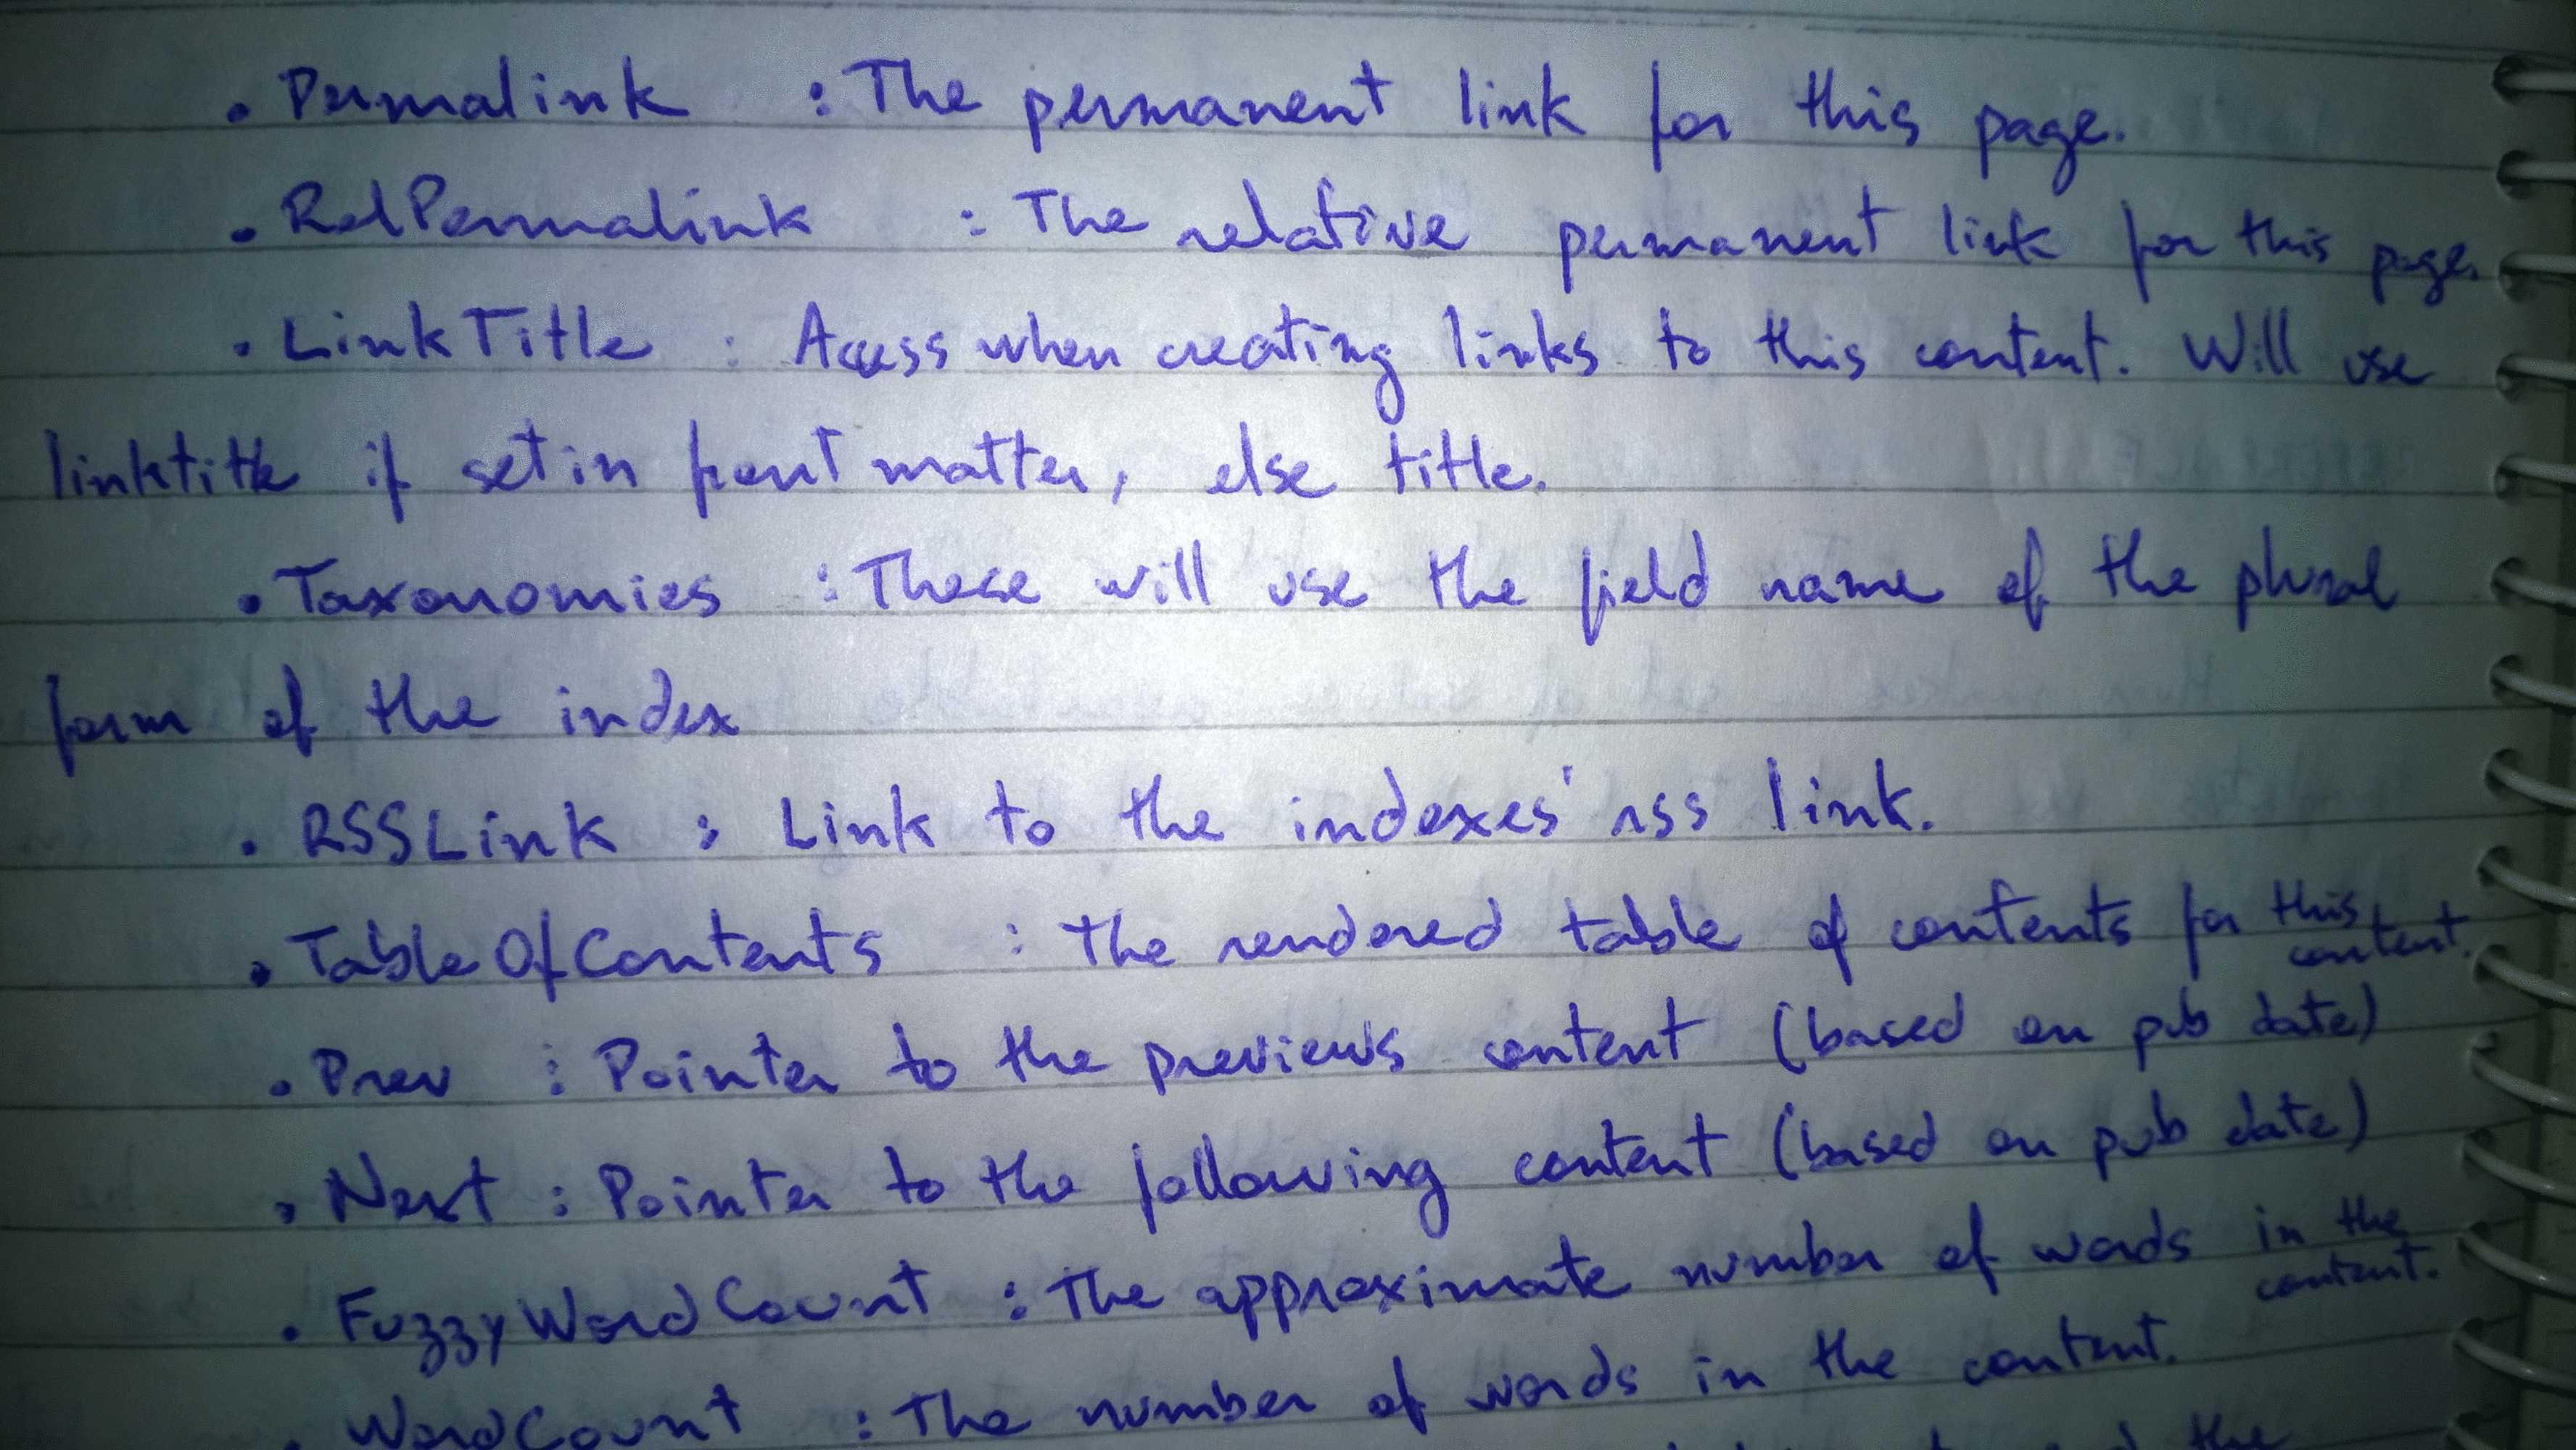 . Permalink : The permanent link for this page.
. RelPermalink : The relative permanent link for this page.
. LinkTitle : Access when creating links to this content. Will use
linktitle if set in front matter, else title.
. Taxonomies : These will use the field name of the plural
form of the index
. RSSLink : Link to the indexes' rss link.
. TableOfContents : The rendered table of contents for this content.
. Prev : Pointer to the previews content (based on pub date)
. Next : Pointer to the following content (based on pub date)
. FuzzyWordCount : The approximate number of words in the content.
. WordCount : The number of words in the content.
the